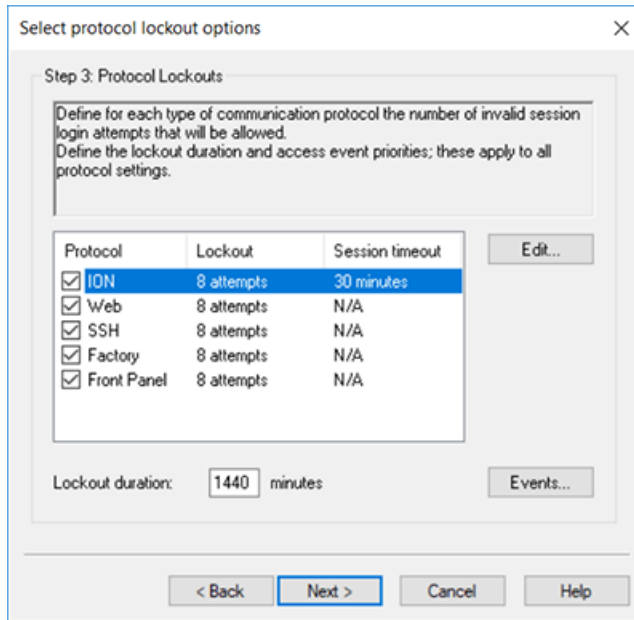 Select protocol lockout options
Step 3: Protocol Lockouts
Define for each type of communication protocol the number of invalid session
login attempts that will be allowed.
Define the lockout duration and access event priorities; these apply to all
protocol settings.
Protocol Lockout Session timeout
Edit...
ION 8 attempts 30 minutes
Web 8 attempts N/A
SSH 8 attempts N/A
Factory 8 attempts N/A
Front Panel 8 attempts N/A
Lockout duration: 1440 minutes
Events...
< Back Next > Cancel Help